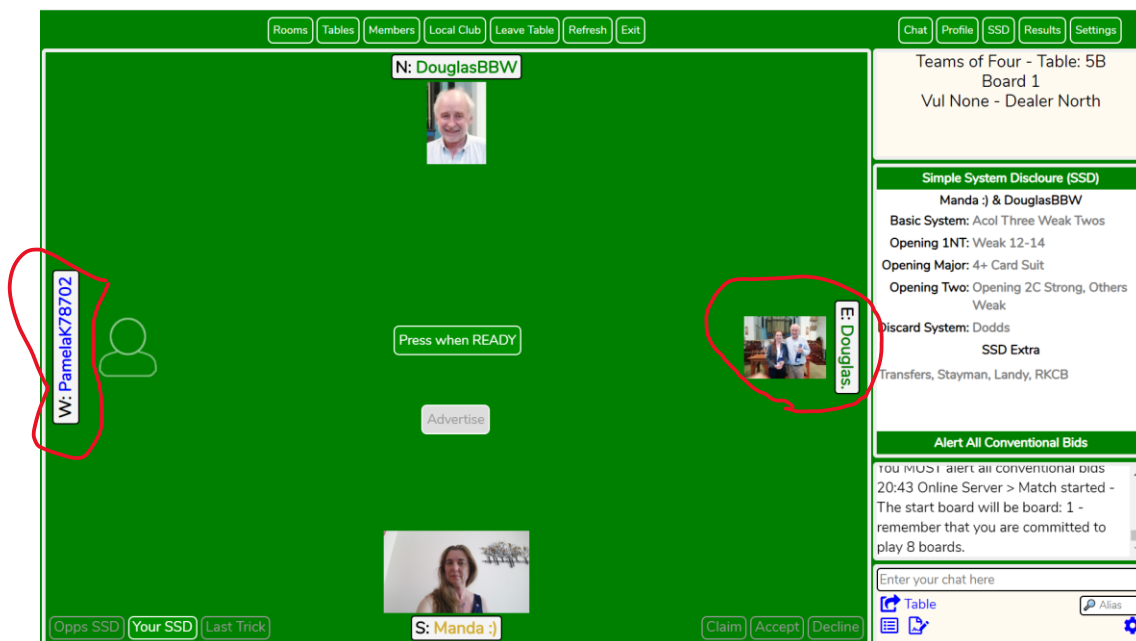 Rooms Tables Members Local Club Leave Table Refresh Exit
Chat Profile SSD Results Settings
N: DouglasBBW
W: PamelaK78702
Press when READY
E: Douglas.
Advertise
S: Manda :)
Opps SSD Your SSD Last Trick
Claim Accept Decline
Teams of Four - Table: 5B
Board 1
Vul None - Dealer North
Simple System Discloure (SSD)
Manda :) & DouglasBBW
Basic System: Acol Three Weak Twos
Opening 1NT: Weak 12-14
Opening Major: 4+ Card Suit
Opening Two: Opening 2C Strong, Others
Weak
Discard System: Dodds
SSD Extra
Transfers, Stayman, Landy, RKCB
Alert All Conventional Bids
You MUST alert all conventional bids
20:43 Online Server > Match started -
The start board will be board: 1 -
remember that you are committed to
play 8 boards.
Enter your chat here
Table
Alias